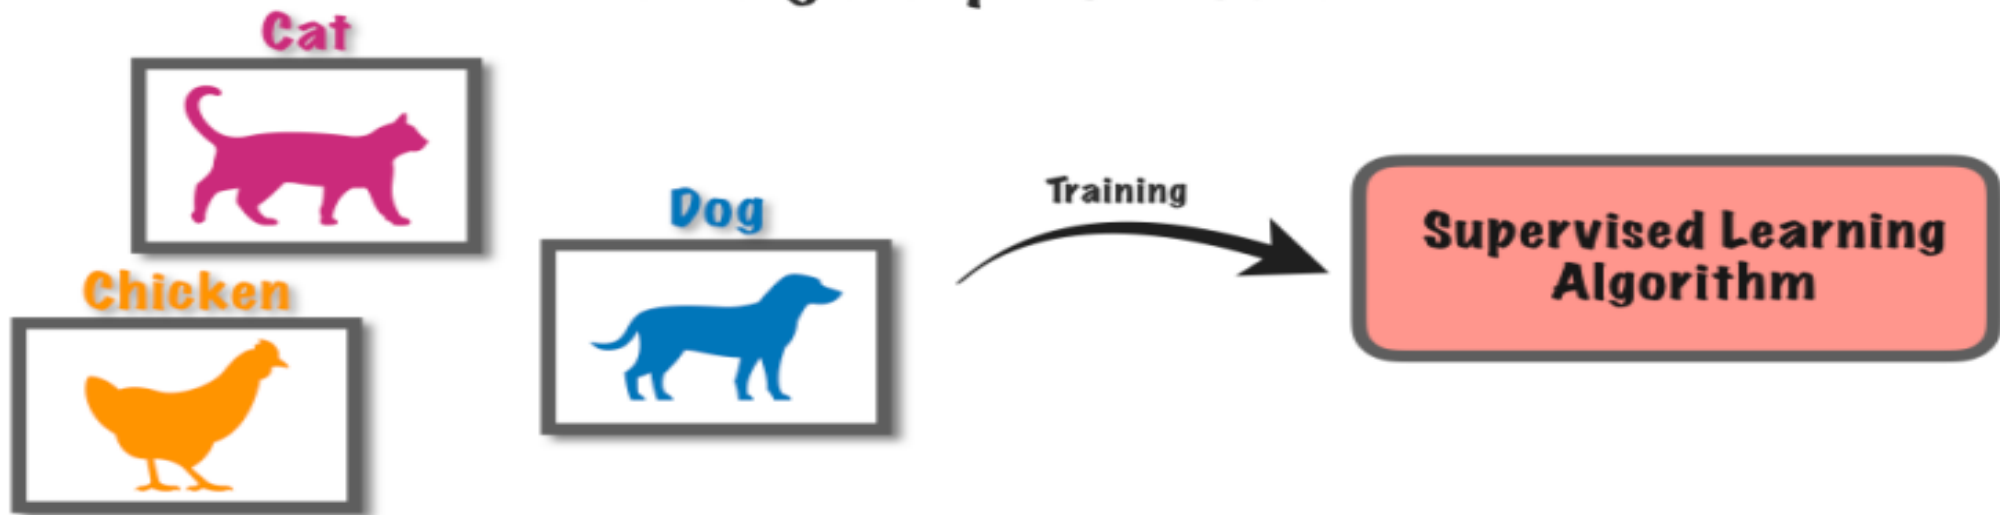 Cat
Dog
Training
Supervised Learning
Algorithm
Chicken